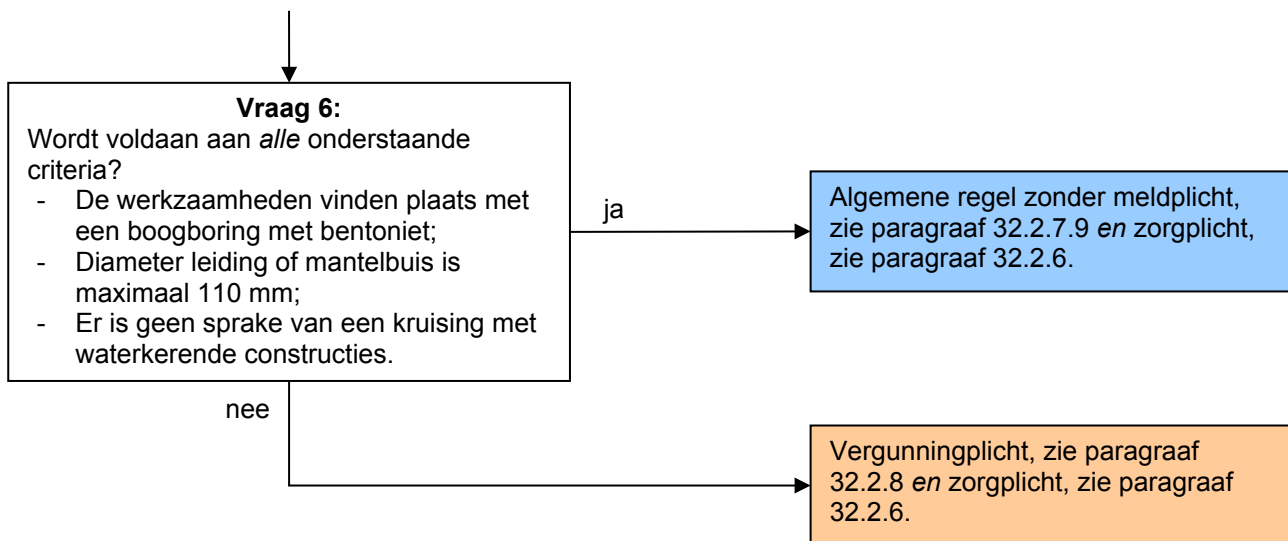 Vraag 6:
Wordt voldaan aan alle onderstaande
criteria?
- De werkzaamheden vinden plaats met
een boogboring met bentoniet;
- Diameter leiding of mantelbuis is
maximaal 110 mm;
- Er is geen sprake van een kruising met
waterkerende constructies.
ja
Algemene regel zonder meldplicht,
zie paragraaf 32.2.7.9 en zorgplicht,
zie paragraaf 32.2.6.
nee
Vergunningplicht, zie paragraaf
32.2.8 en zorgplicht, zie paragraaf
32.2.6.